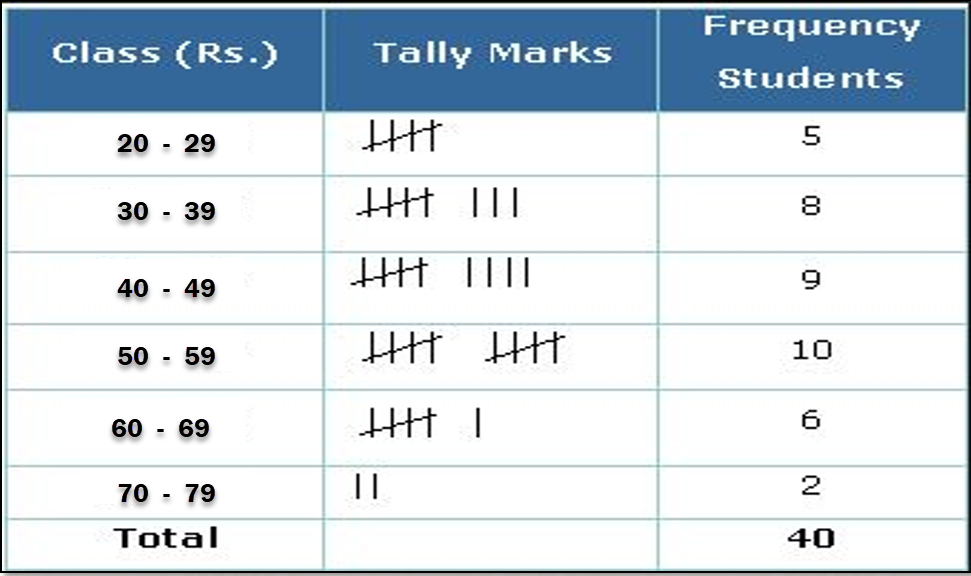 Class (Rs.) Tally Marks Frequency Students
20 - 29 5
30 - 39 8
40 - 49 9
50 - 59 10
60 - 69 6
70 - 79 2
Total 40